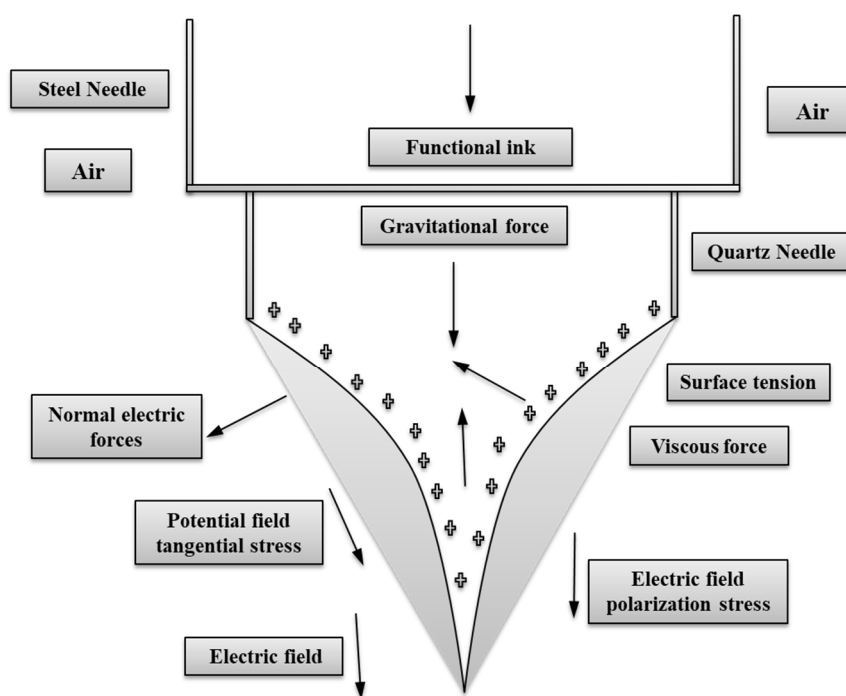 Steel Needle
Air
Air
Functional ink
Gravitational force
Quartz Needle
Surface tension
Normal electric
forces
Viscous force
Potential field
tangential stress
Electric field
polarization stress
Electric field